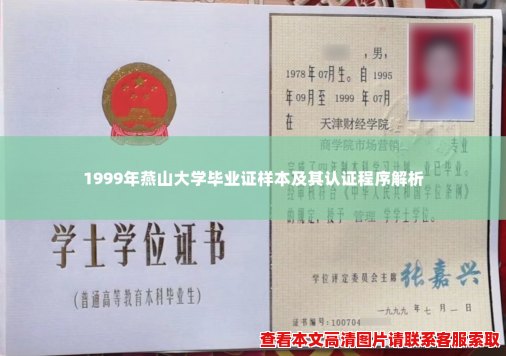 学士学位证书
(普通高等教育本科毕业生)
，男，
1978 年 07月生。自 1995
年 09月至 1999 年 07月
在 天津财经学院
商学院市场营销 专业
完成了四年制本科学习计划，业已毕业。
经审核符合《中华人民共和国学位条例》
的规定，授予 管理 学学士学位。
学位评定委员会主席 张嘉兴
一九九九 年 七 月 一 日
证书编号：100704
1999年燕山大学毕业证样本及其认证程序解析
查看本文高清图片请联系客服索取